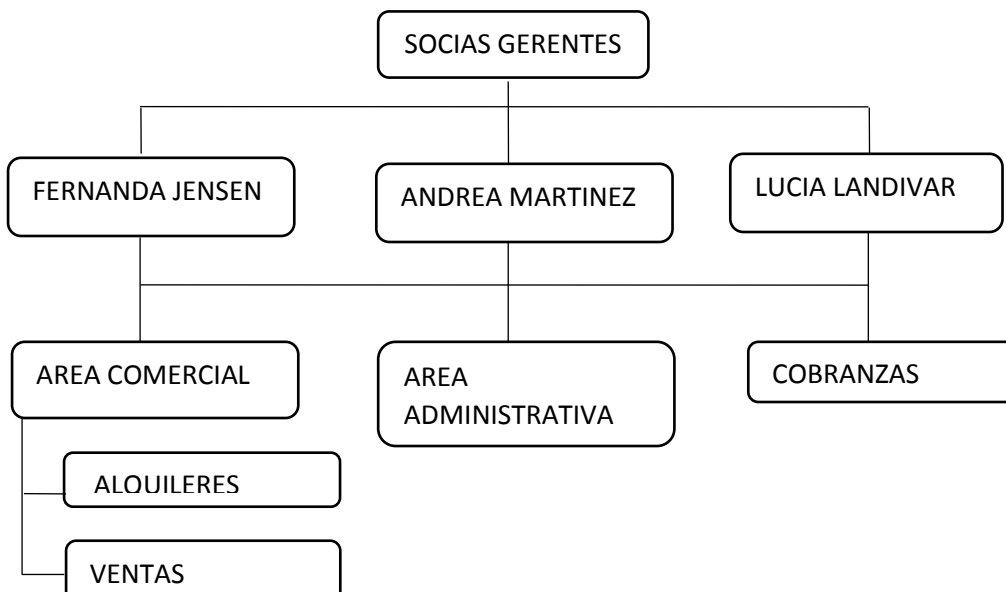 SOCIAS GERENTES
FERNANDA JENSEN
ANDREA MARTINEZ
LUCIA LANDIVAR
AREA COMERCIAL
AREA
ADMINISTRATIVA
COBRANZAS
ALQUILERES
VENTAS